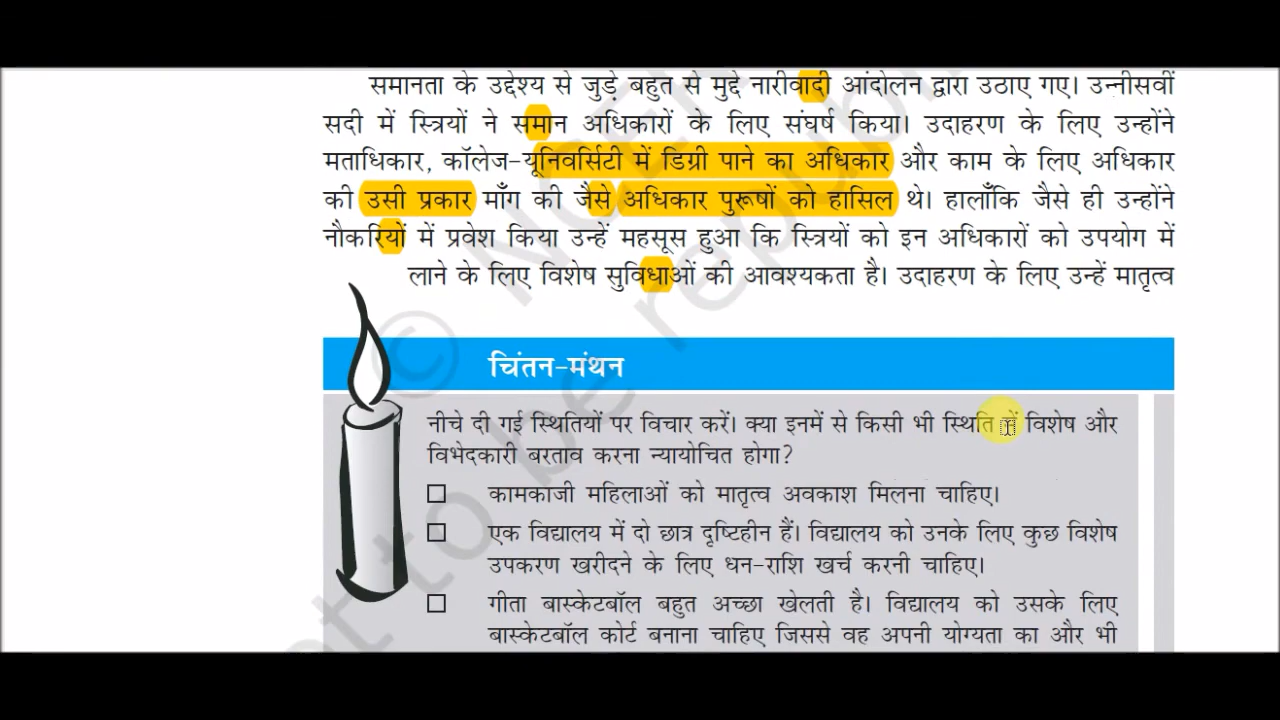 समानता के उद्देश्य से जुड़े बहुत से मुद्दे नारीवादी आंदोलन द्वारा उठाए गए। उन्नीसवीं
सदी में स्त्रियों ने समान अधिकारों के लिए संघर्ष किया। उदाहरण के लिए उन्होंने
मताधिकार, कॉलेज-यूनिवर्सिटी में डिग्री पाने का अधिकार और काम के लिए अधिकार
की उसी प्रकार माँग की जैसे अधिकार पुरूषों को हासिल थे। हालाँकि जैसे ही उन्होंने
नौकरियों में प्रवेश किया उन्हें महसूस हुआ कि स्त्रियों को इन अधिकारों को उपयोग में
लाने के लिए विशेष सुविधाओं की आवश्यकता है। उदाहरण के लिए उन्हें मातृत्व
चिंतन-मंथन
नीचे दी गई स्थितियों पर विचार करें। क्या इनमें से किसी भी स्थिति में विशेष और
विभेदकारी बरताव करना न्यायोचित होगा?
कामकाजी महिलाओं को मातृत्व अवकाश मिलना चाहिए।
एक विद्यालय में दो छात्र दृष्टिहीन हैं। विद्यालय को उनके लिए कुछ विशेष
उपकरण खरीदने के लिए धन-राशि खर्च करनी चाहिए।
गीता बास्केटबॉल बहुत अच्छा खेलती है। विद्यालय को उसके लिए
बास्केटबॉल कोर्ट बनाना चाहिए जिससे वह अपनी योग्यता का और भी